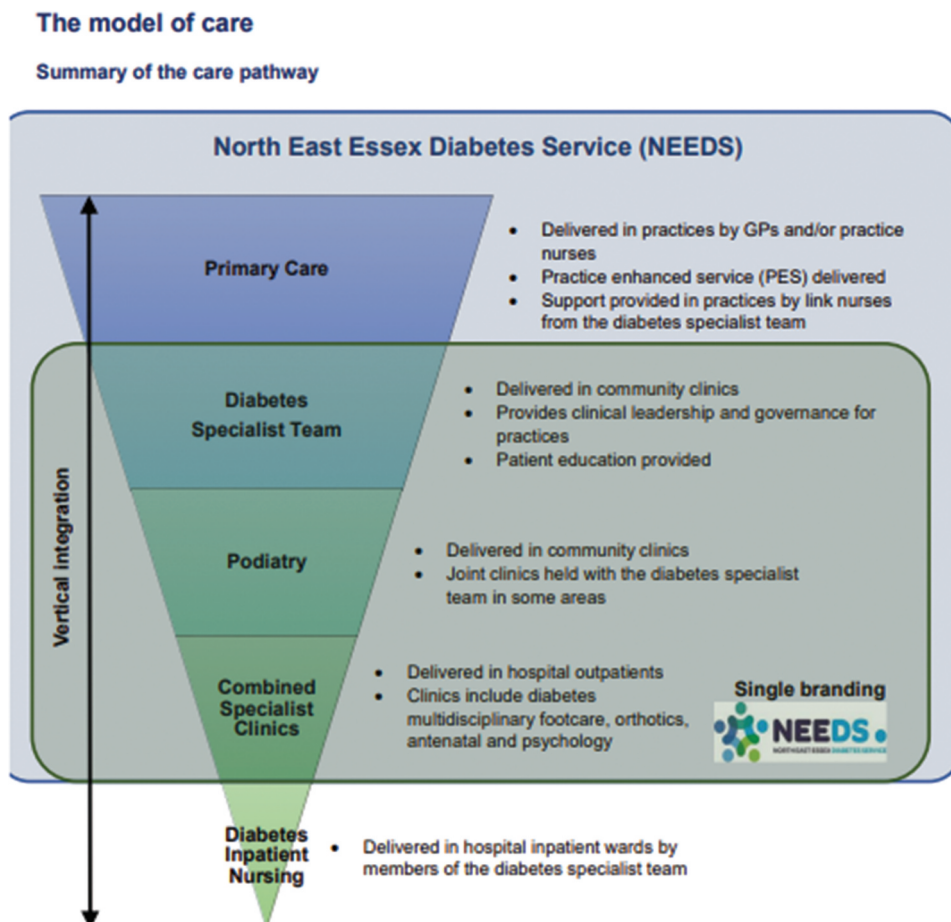 The model of care
Summary of the care pathway
North East Essex Diabetes Service (NEEDS)
Primary Care
• Delivered in practices by GPs and/or practice
nurses
• Practice enhanced service (PES) delivered
• Support provided in practices by link nurses
from the diabetes specialist team
Diabetes
Specialist Team
• Delivered in community clinics
• Provides clinical leadership and governance for
practices
• Patient education provided
Vertical integration
Podiatry
• Delivered in community clinics
• Joint clinics held with the diabetes specialist
team in some areas
Combined
Specialist
Clinics
• Delivered in hospital outpatients
• Clinics include diabetes
multidisciplinary footcare, orthotics,
antenatal and psychology
Single branding
NEEDS
NORTH EAST ESSEX DIABETES SERVICE
Diabetes
Inpatient
Nursing
• Delivered in hospital inpatient wards by
members of the diabetes specialist team